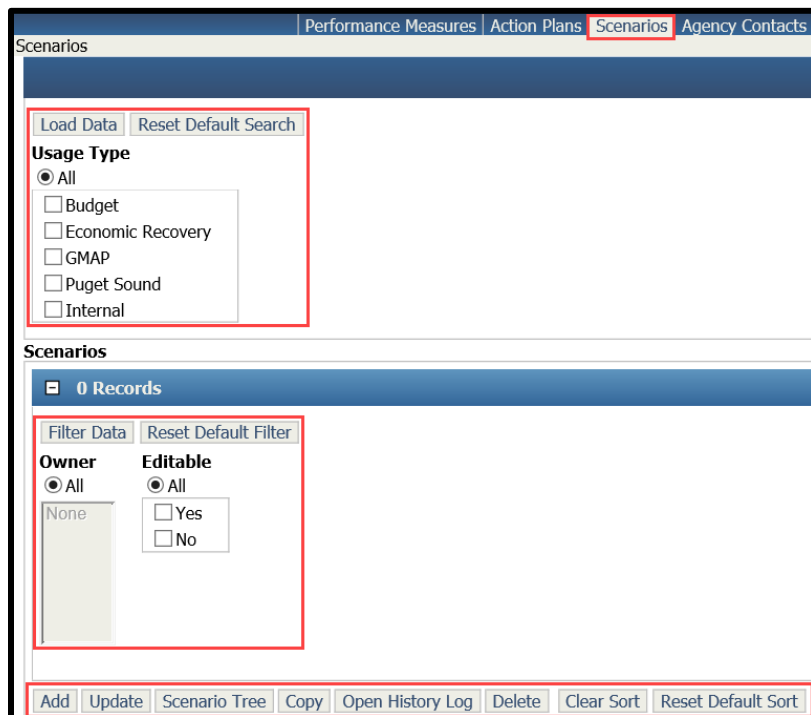 Performance Measures Action Plans Scenarios Agency Contacts
Scenarios
Load Data Reset Default Search
Usage Type
All
Budget
Economic Recovery
GMAP
Puget Sound
Internal
Scenarios
0 Records
Filter Data Reset Default Filter
Owner Editable
All All
None Yes
No
Add Update Scenario Tree Copy Open History Log Delete Clear Sort Reset Default Sort